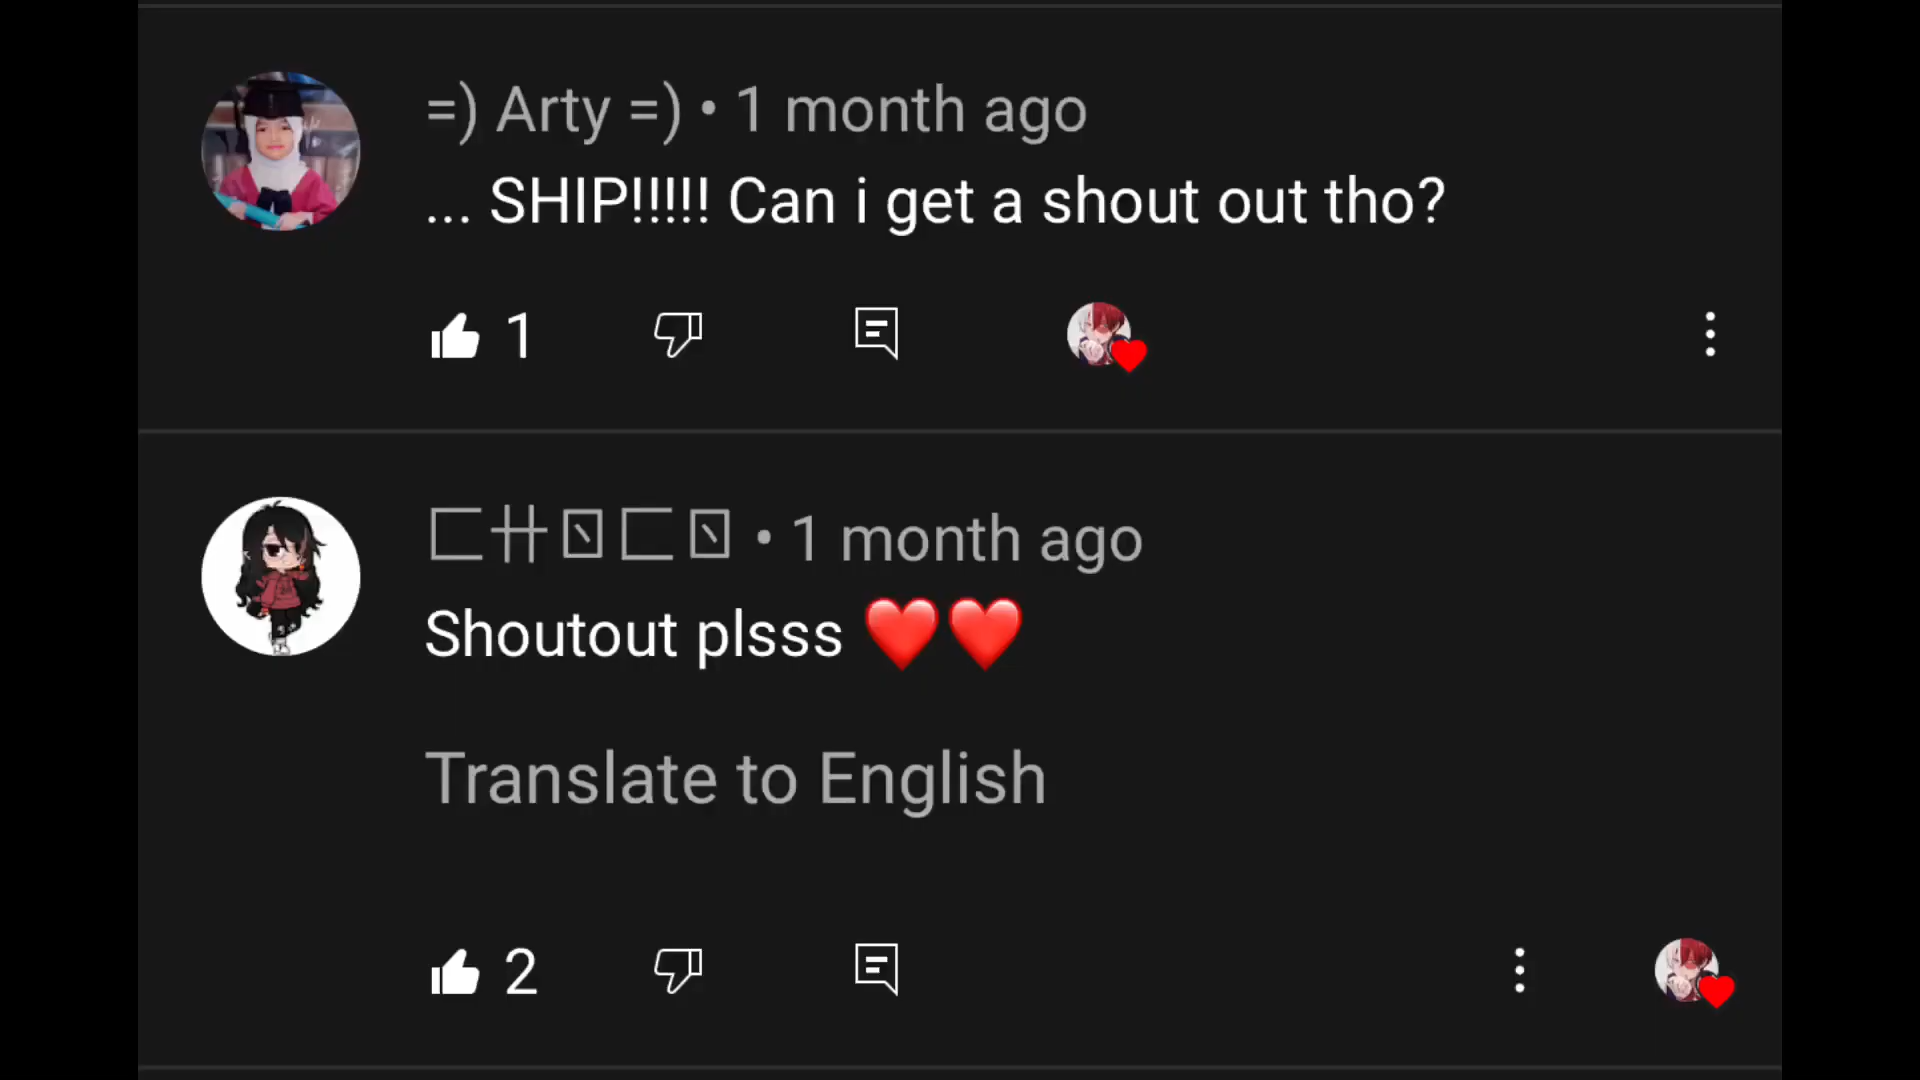 =) Arty =) • 1 month ago
... SHIP!!!!! Can i get a shout out tho?
1
• 1 month ago
Shoutout plsss ❤️❤️
Translate to English
2